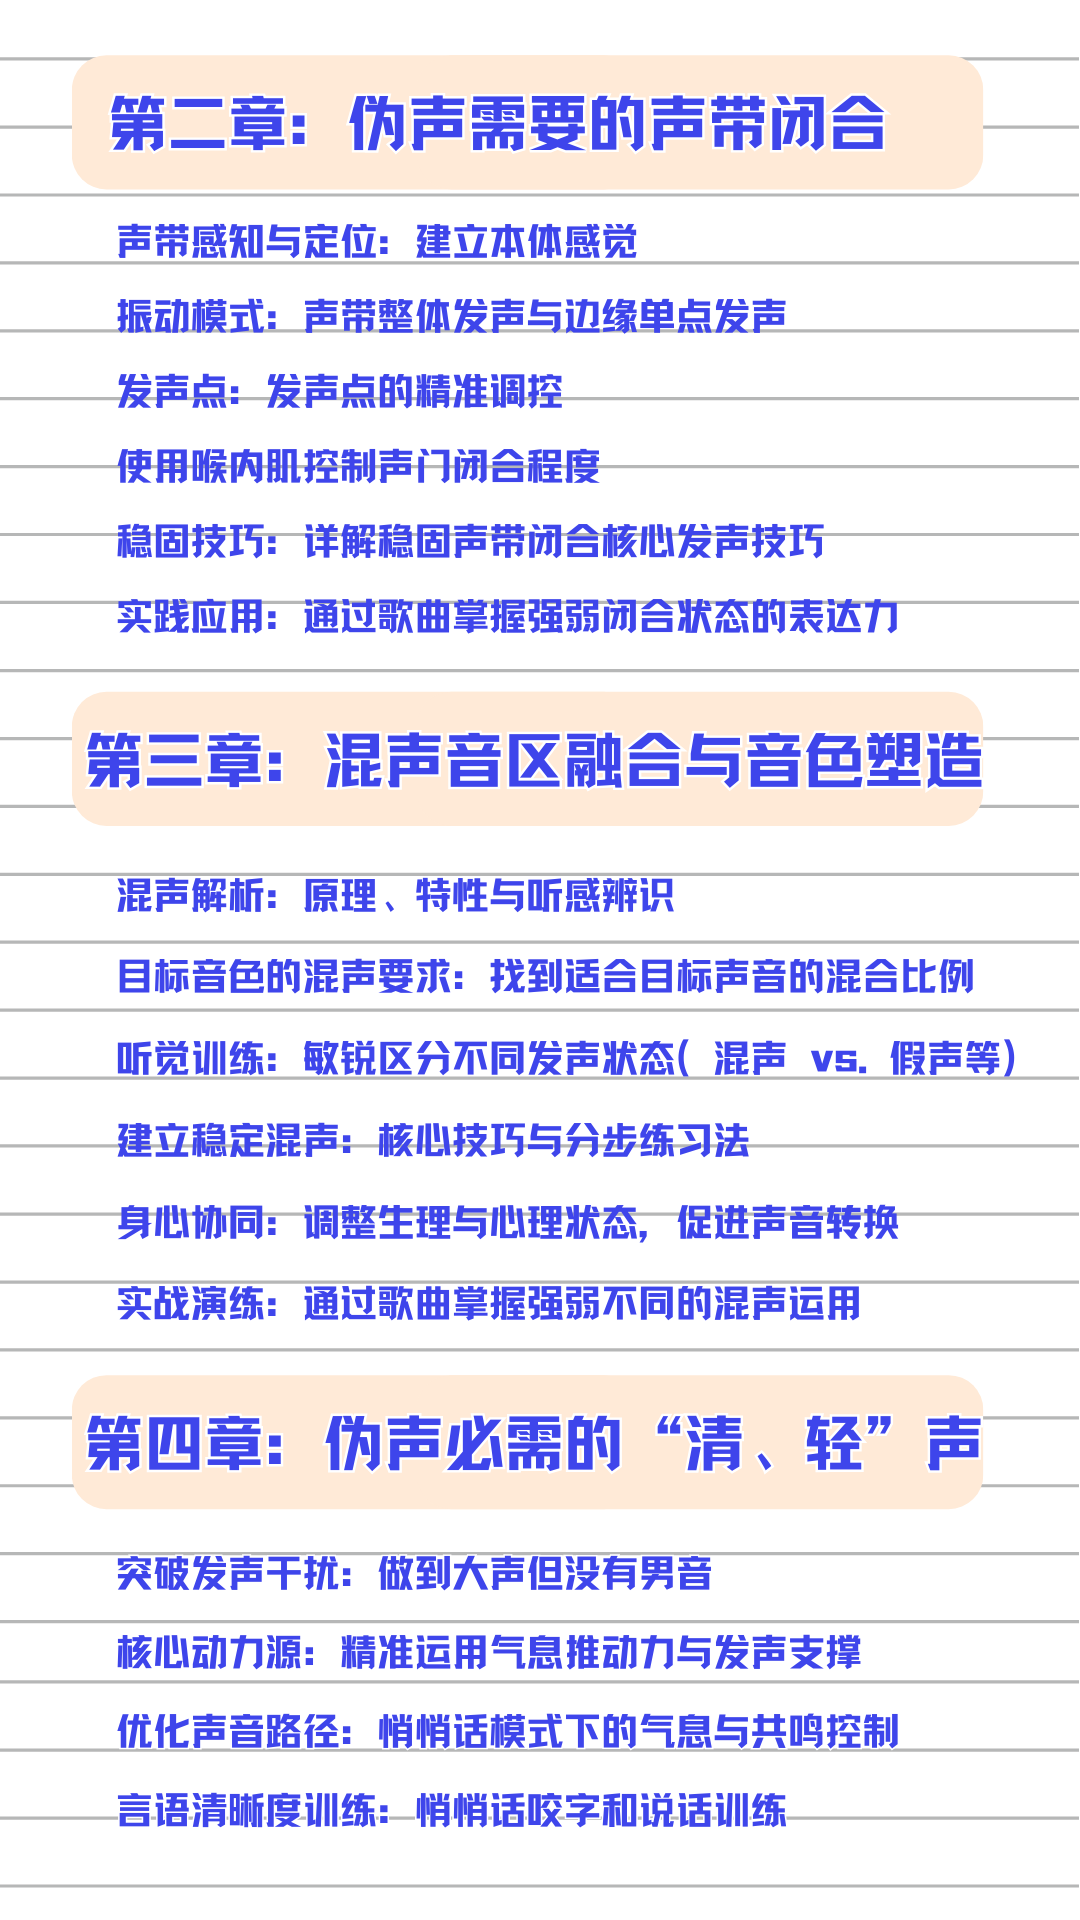 第二章：伪声需要的声带闭合
声带感知与定位：建立本体感觉
振动模式：声带整体发声与边缘单点发声
发声点：发声点的精准调控
使用喉内肌控制声门闭合程度
稳固技巧：详解稳固声带闭合核心发声技巧
实践应用：通过歌曲掌握强弱闭合状态的表达力
第三章：混声音区融合与音色塑造
混声解析：原理、特性与听感辨识
目标音色的混声要求：找到适合目标声音的混合比例
听觉训练：敏锐区分不同发声状态（混声 vs. 假声等）
建立稳定混声：核心技巧与分步练习法
身心协同：调整生理与心理状态，促进声音转换
实战演练：通过歌曲掌握强弱不同的混声运用
第四章：伪声必需的“清、轻”声
突破发声干扰：做到大声但没有男音
核心动力源：精准运用气息推动力与发声支撑
优化声音路径：悄悄话模式下的气息与共鸣控制
言语清晰度训练：悄悄话咬字和说话训练